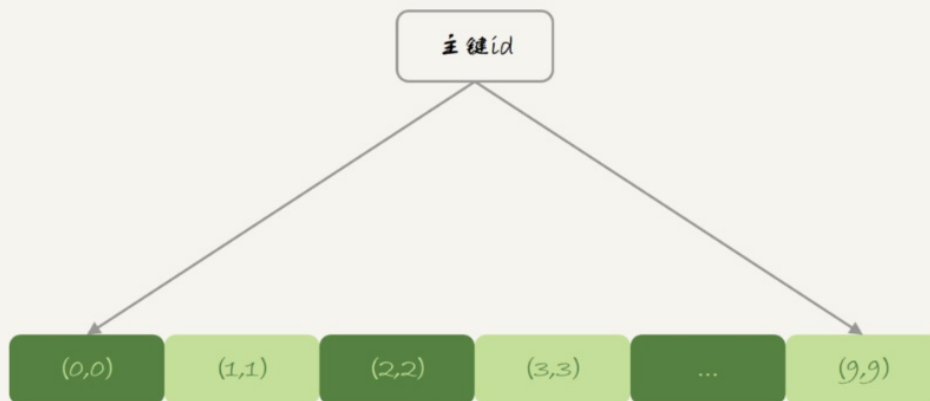 主键id
(0,0) (1,1) (2,2) (3,3) ... (9,9)